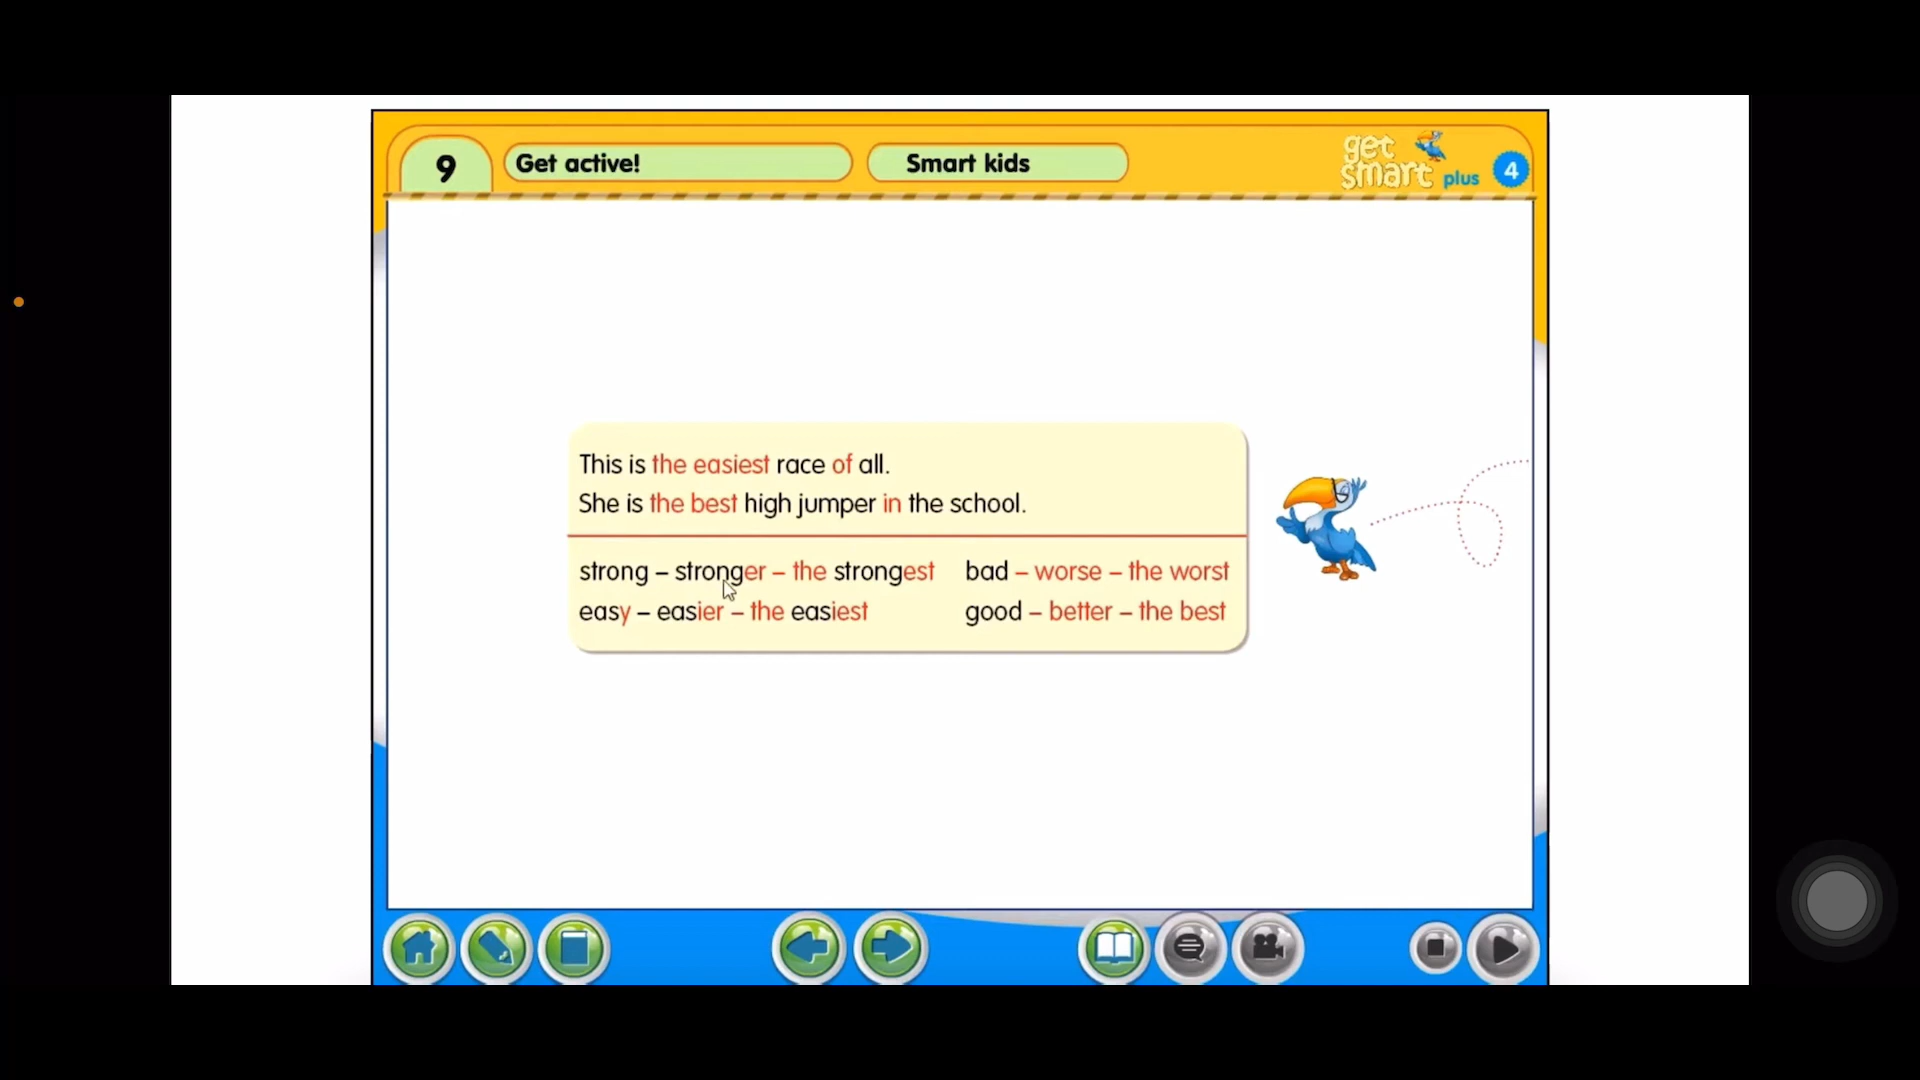 9
Get active!
Smart kids
get
smart plus 4
This is the easiest race of all.
She is the best high jumper in the school.
strong – stronger – the strongest
easy – easier – the easiest
bad – worse – the worst
good – better – the best